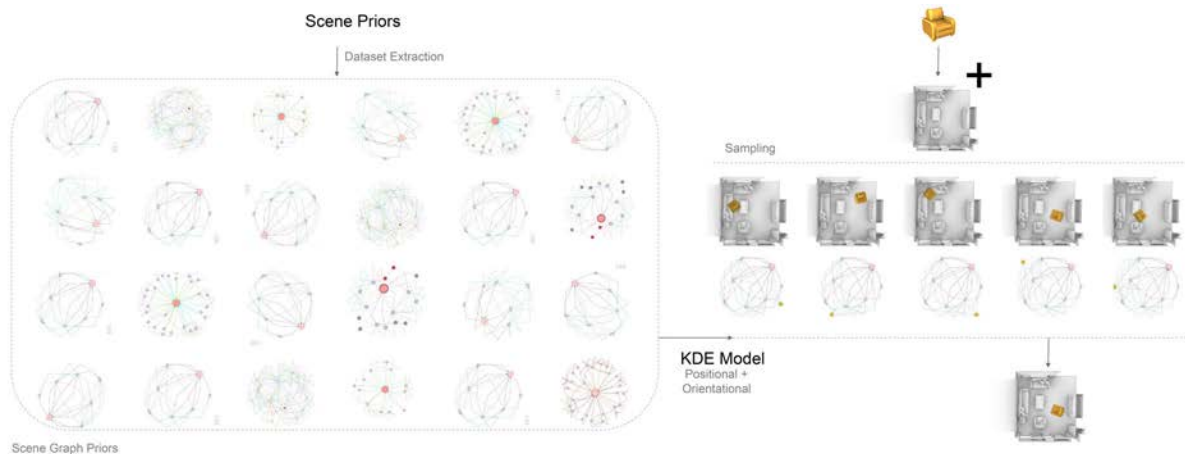 Scene Priors
Dataset Extraction
Sampling
KDE Model
Positional +
Orientational
Scene Graph Priors